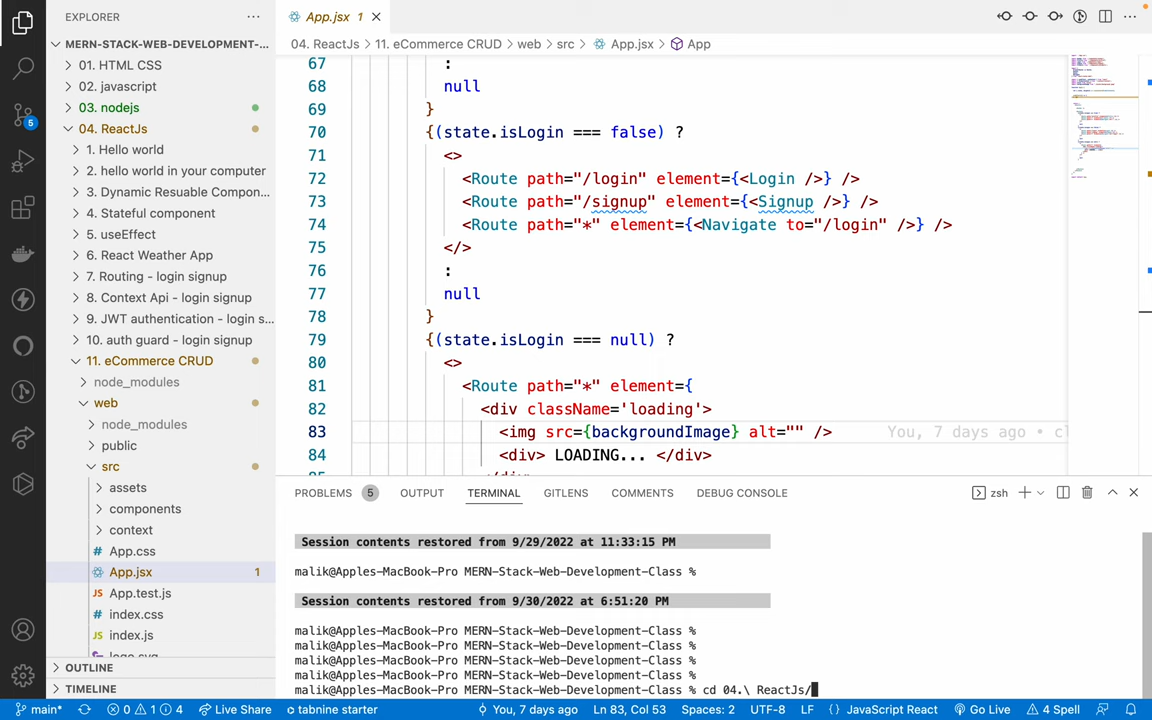 EXPLORER
MERN-STACK-WEB-DEVELOPMENT-...
01. HTML CSS
02. javascript
03. nodejs
04. ReactJs
1. Hello world
2. hello world in your computer
3. Dynamic Resuable Compon...
4. Stateful component
5. useEffect
6. React Weather App
7. Routing - login signup
8. Context Api - login signup
9. JWT authentication - login s...
10. auth guard - login signup
11. eCommerce CRUD
node_modules
web
node_modules
public
src
assets
components
context
App.css
App.jsx 1
JS App.test.js
index.css
JS index.js
OUTLINE
TIMELINE
5
App.jsx 1
04. ReactJs > 11. eCommerce CRUD > web > src > App.jsx > App
67 :
68 null
69 }
70 {(state.isLogin === false) ?
71 <>
72 <Route path="/login" element={<Login />} />
73 <Route path="/signup" element={<Signup />} />
74 <Route path="*" element={<Navigate to="/login" />} />
75 </>
76 :
77 null
78 }
79 {(state.isLogin === null) ?
80 <>
81 <Route path="*" element={
82 <div className='loading'>
83 <img src={backgroundImage} alt="" /> You, 7 days ago • cl
84 <div> LOADING... </div>
PROBLEMS 5 OUTPUT TERMINAL GITLENS COMMENTS DEBUG CONSOLE zsh
Session contents restored from 9/29/2022 at 11:33:15 PM
malik@Apples-MacBook-Pro MERN-Stack-Web-Development-Class %
Session contents restored from 9/30/2022 at 6:51:20 PM
malik@Apples-MacBook-Pro MERN-Stack-Web-Development-Class %
malik@Apples-MacBook-Pro MERN-Stack-Web-Development-Class %
malik@Apples-MacBook-Pro MERN-Stack-Web-Development-Class %
malik@Apples-MacBook-Pro MERN-Stack-Web-Development-Class %
malik@Apples-MacBook-Pro MERN-Stack-Web-Development-Class % cd 04.\ ReactJs/
main* 0 1 4 Live Share tabnine starter You, 7 days ago Ln 83, Col 53 Spaces: 2 UTF-8 LF {} JavaScript React Go Live 4 Spell